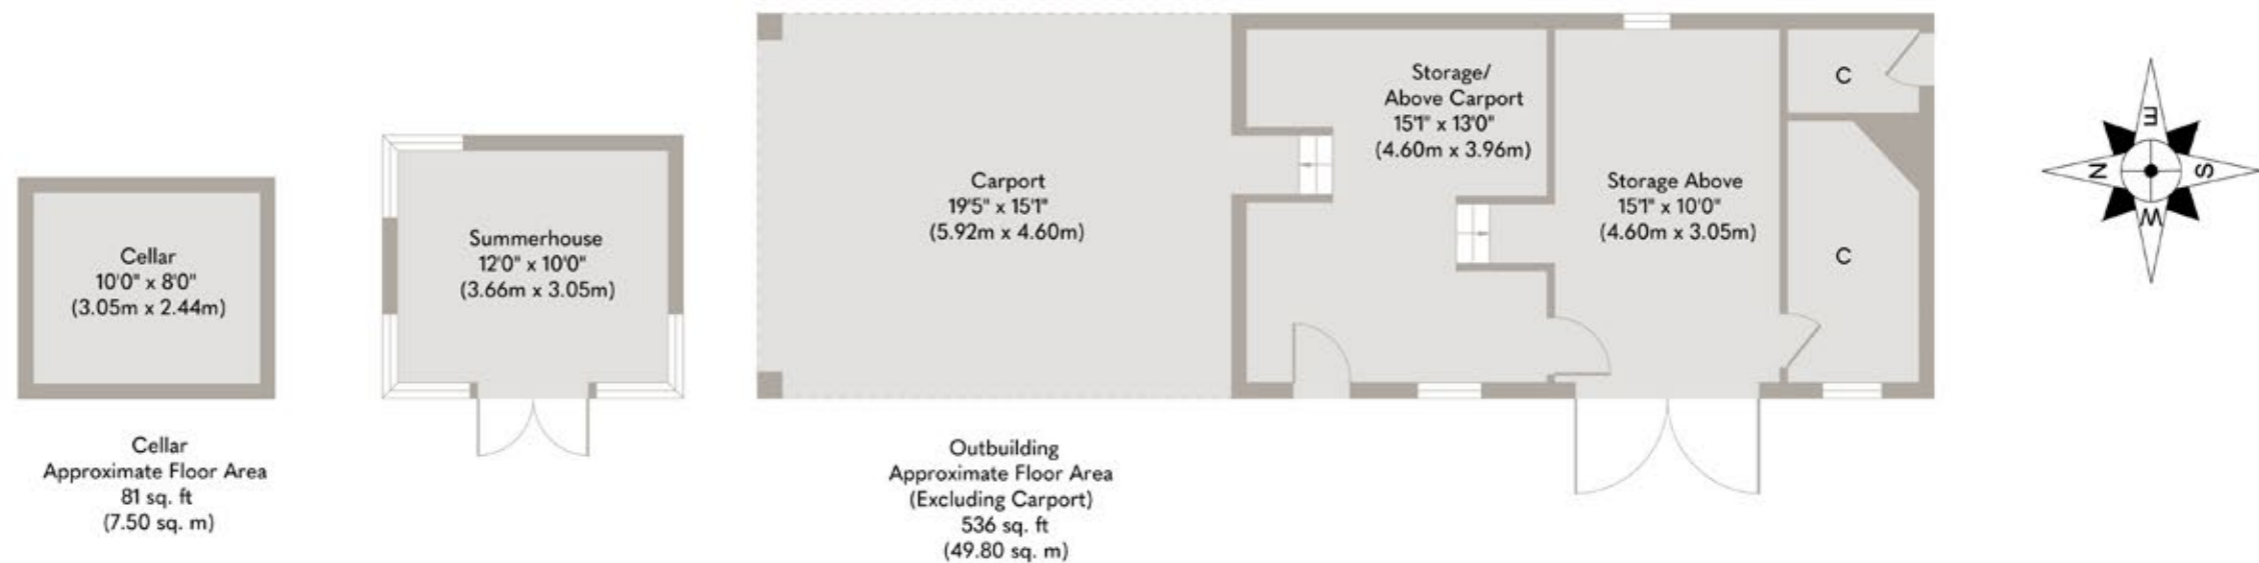 Cellar
10'0" x 8'0"
(3.05m x 2.44m)
Cellar
Approximate Floor Area
81 sq. ft
(7.50 sq. m)
Summerhouse
12'0" x 10'0"
(3.66m x 3.05m)
Carport
19'5" x 15'1"
(5.92m x 4.60m)
Storage/
Above Carport
15'1" x 13'0"
(4.60m x 3.96m)
Storage Above
15'1" x 10'0"
(4.60m x 3.05m)
C
C
Outbuilding
Approximate Floor Area
(Excluding Carport)
536 sq. ft
(49.80 sq. m)
E
N
S
W